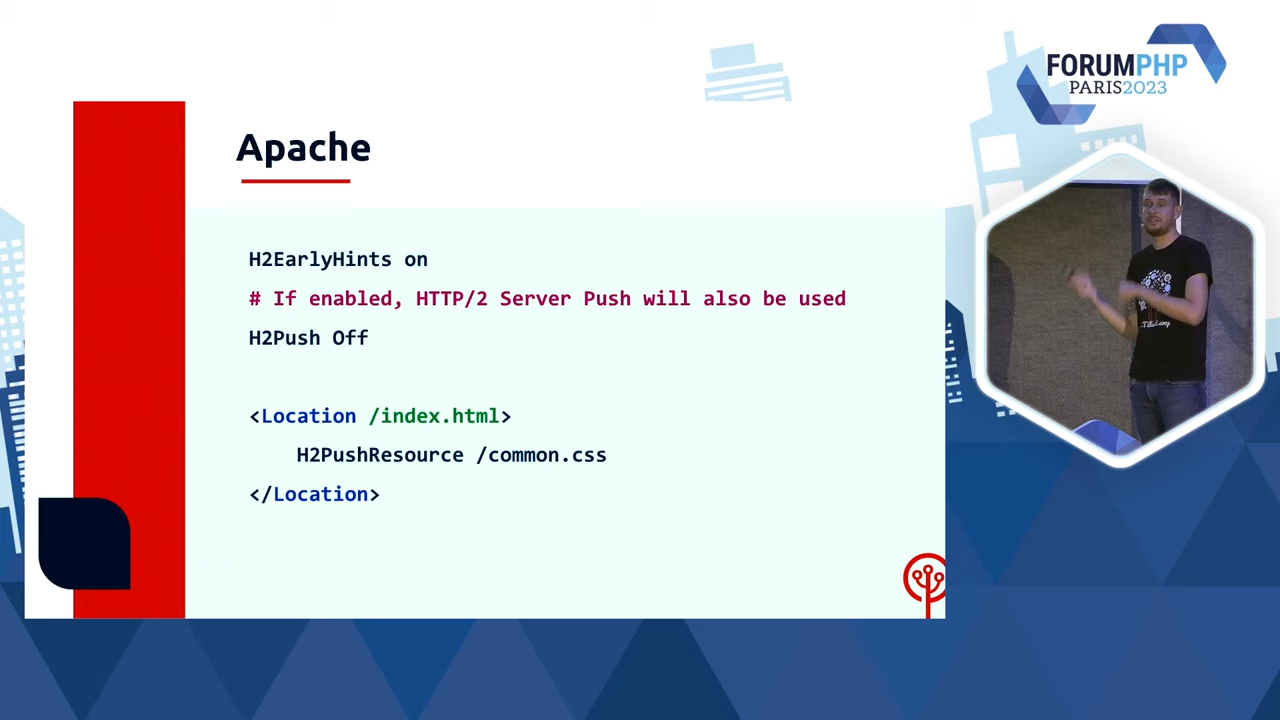 FORUMPHP
PARIS2023
Apache
H2EarlyHints on
# If enabled, HTTP/2 Server Push will also be used
H2Push Off
<Location /index.html>
H2PushResource /common.css
</Location>